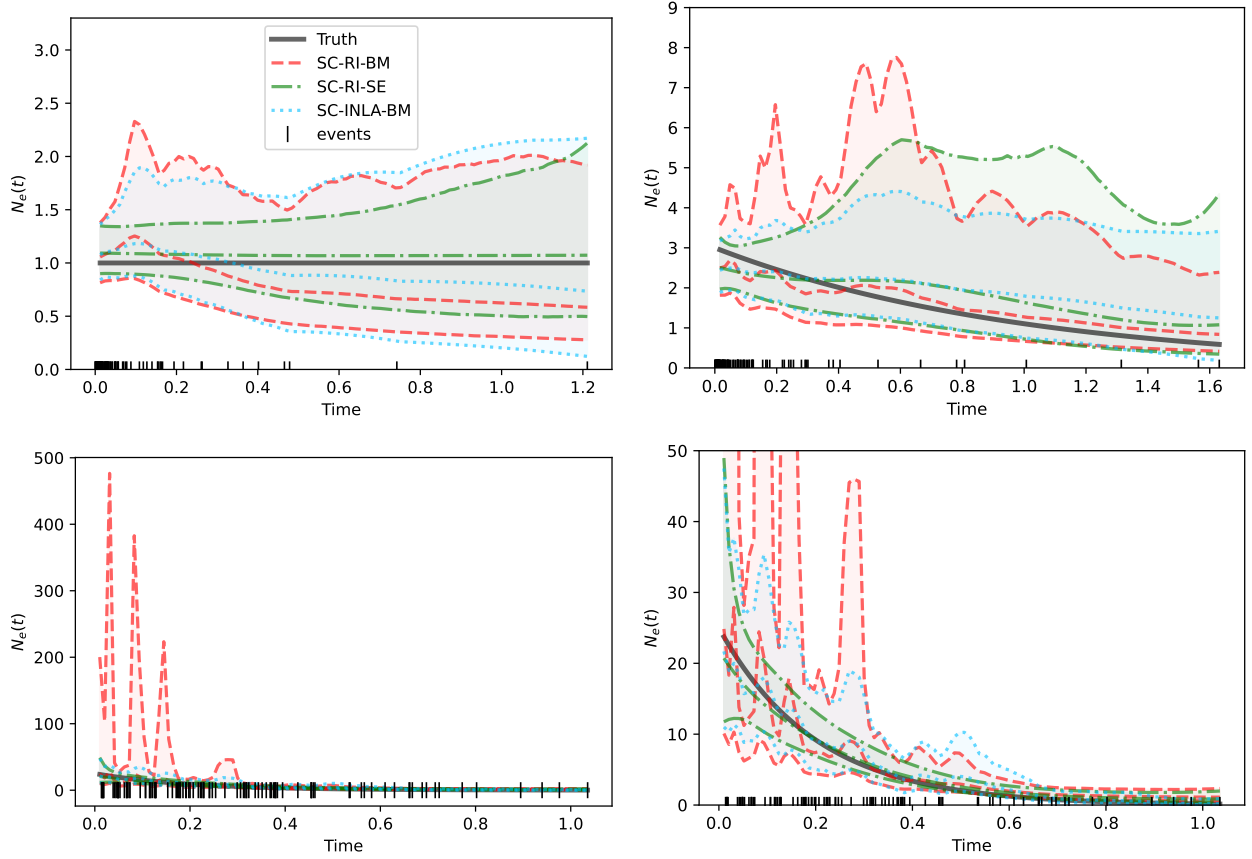 N_e(t)
3.0
2.5
2.0
1.5
1.0
0.5
0.0
0.0 0.2 0.4 0.6 0.8 1.0 1.2
Time
Truth
SC-RI-BM
SC-RI-SE
SC-INLA-BM
events
N_e(t)
9
8
7
6
5
4
3
2
1
0
0.0 0.2 0.4 0.6 0.8 1.0 1.2 1.4 1.6
Time
N_e(t)
500
400
300
200
100
0
0.0 0.2 0.4 0.6 0.8 1.0
Time
N_e(t)
50
40
30
20
10
0
0.0 0.2 0.4 0.6 0.8 1.0
Time